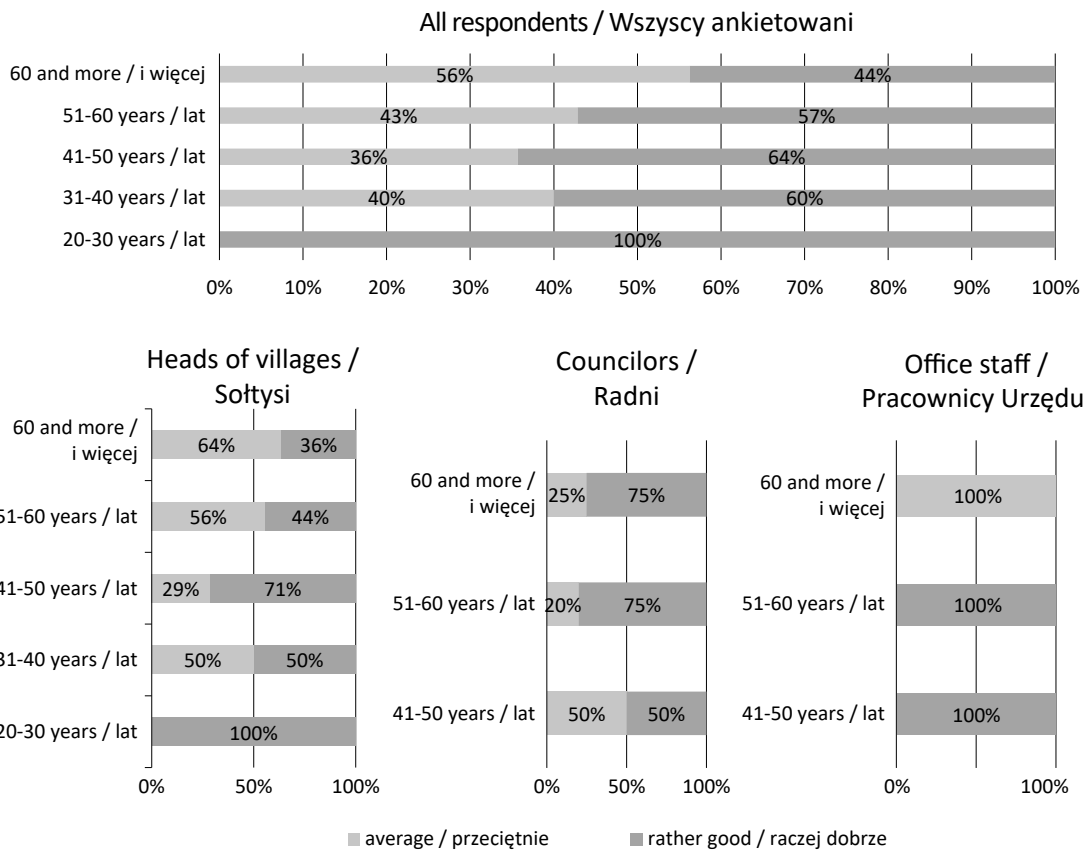 All respondents / Wszyscy ankietowani
60 and more / i więcej
56%
44%
51-60 years / lat
43%
57%
41-50 years / lat
36%
64%
31-40 years / lat
40%
60%
20-30 years / lat
100%
0% 10% 20% 30% 40% 50% 60% 70% 80% 90% 100%
Heads of villages /
Sołtysi
60 and more /
i więcej
64% 36%
51-60 years / lat
56% 44%
41-50 years / lat
29% 71%
31-40 years / lat
50% 50%
20-30 years / lat
100%
0% 50% 100%
Councilors /
Radni
60 and more /
i więcej
25% 75%
51-60 years / lat
20% 75%
41-50 years / lat
50% 50%
0% 50% 100%
Office staff /
Pracownicy Urzędu
60 and more /
i więcej
100%
51-60 years / lat
100%
41-50 years / lat
100%
0% 100%
average / przeciętnie
rather good / raczej dobrze